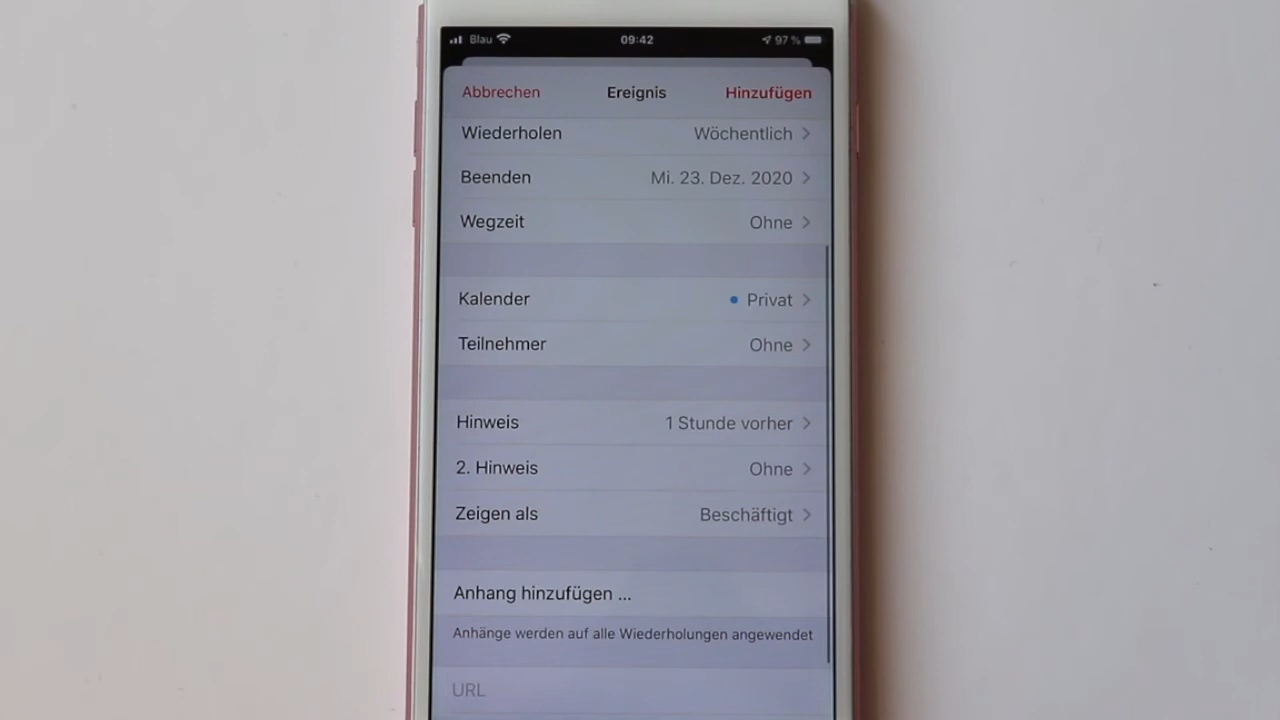 Blau 09:42 97 %
Abbrechen Ereignis Hinzufügen
Wiederholen Wöchentlich
Beenden Mi. 23. Dez. 2020
Wegzeit Ohne
Kalender Privat
Teilnehmer Ohne
Hinweis 1 Stunde vorher
2. Hinweis Ohne
Zeigen als Beschäftigt
Anhang hinzufügen ...
Anhänge werden auf alle Wiederholungen angewendet
URL